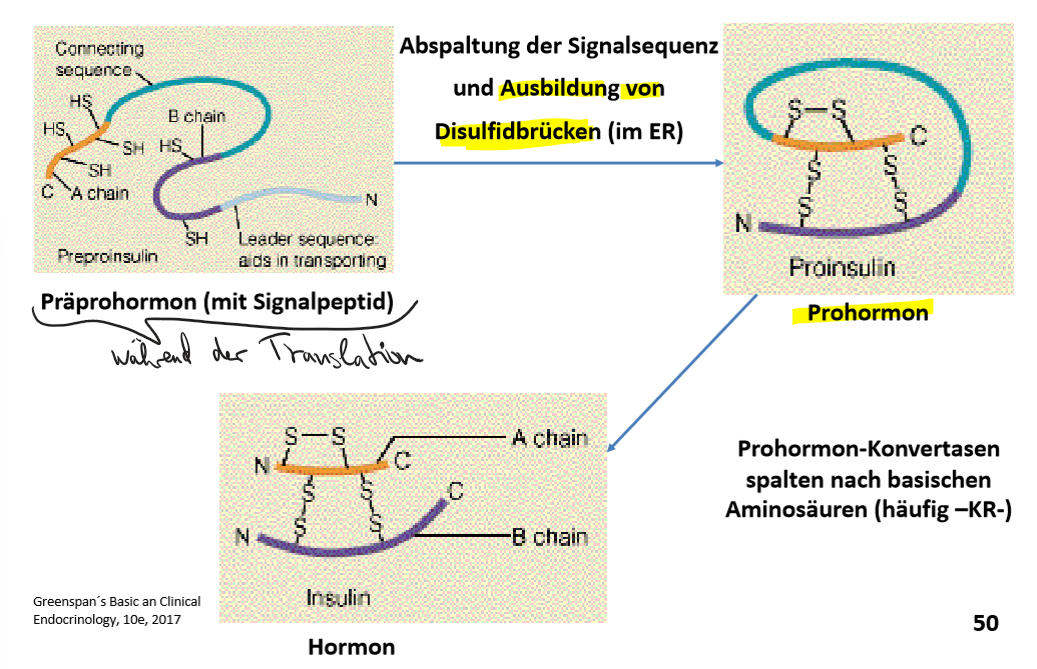 Connecting
sequence
HS
HS
SH
SH
C
A chain
B chain
HS
SH
N
Leader sequence:
aids in transporting
Preproinsulin
Präprohormon (mit Signalpeptid)
während der Translation
Abspaltung der Signalsequenz
und Ausbildung von
Disulfidbrücken (im ER)
S—S
C
S
S
S
S
N
Proinsulin
Prohormon
S—S
A chain
N
C
S
S
S
S
C
N
B chain
Insulin
Hormon
Prohormon-Konvertasen
spalten nach basischen
Aminosäuren (häufig –KR-)
Greenspan´s Basic an Clinical
Endocrinology, 10e, 2017
50